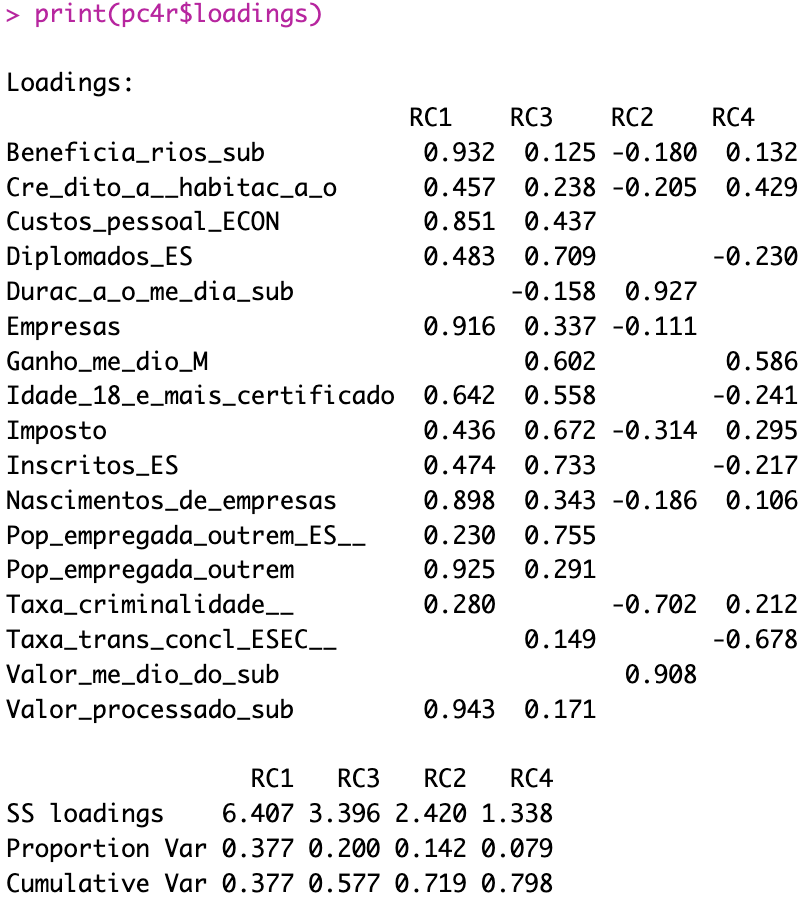 > print(pc4r$loadings)
Loadings:
RC1 RC3 RC2 RC4
Beneficia_rios_sub 0.932 0.125 -0.180 0.132
Cre_dito_a__habitac_a_o 0.457 0.238 -0.205 0.429
Custos_pessoal_ECON 0.851 0.437
Diplomados_ES 0.483 0.709 -0.230
Durac_a_o_me_dia_sub -0.158 0.927
Empresas 0.916 0.337 -0.111
Ganho_me_dio_M 0.602 0.586
Idade_18_e_mais_certificado 0.642 0.558 -0.241
Imposto 0.436 0.672 -0.314 0.295
Inscritos_ES 0.474 0.733 -0.217
Nascimentos_de_empresas 0.898 0.343 -0.186 0.106
Pop_empregada_outrem_ES__ 0.230 0.755
Pop_empregada_outrem 0.925 0.291
Taxa_criminalidade__ 0.280 -0.702 0.212
Taxa_trans_concl_ESEC__ 0.149 -0.678
Valor_me_dio_do_sub 0.908
Valor_processado_sub 0.943 0.171
RC1 RC3 RC2 RC4
SS loadings 6.407 3.396 2.420 1.338
Proportion Var 0.377 0.200 0.142 0.079
Cumulative Var 0.377 0.577 0.719 0.798